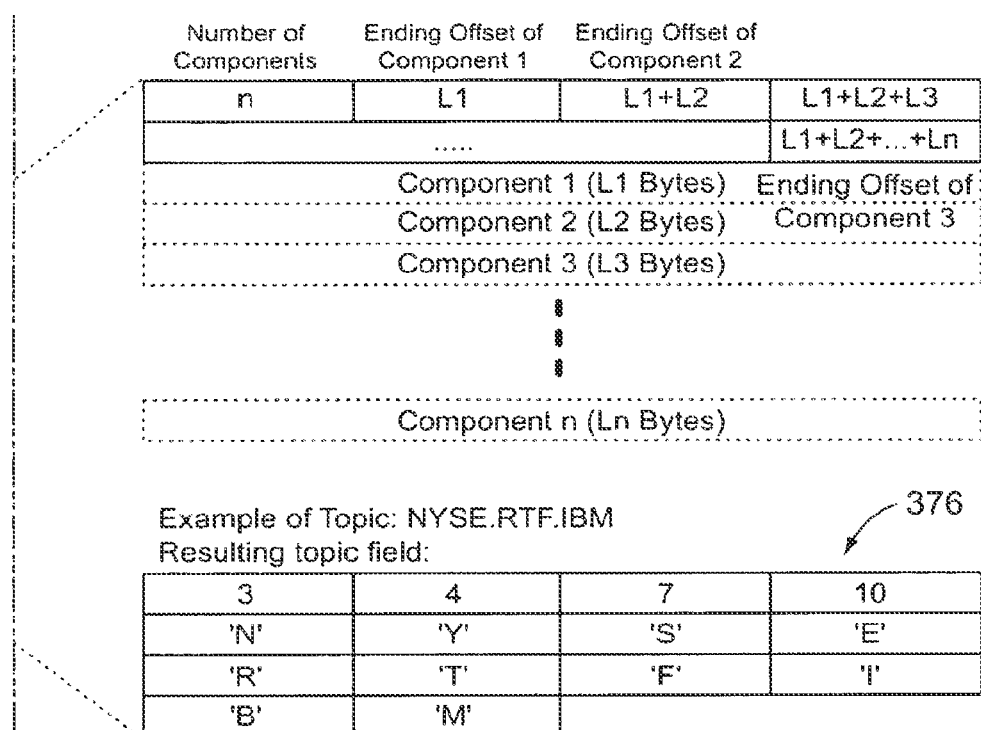 Number of Components
Ending Offset of Component 1
Ending Offset of Component 2
n L1 L1+L2 L1+L2+L3
..... L1+L2+...+Ln
Component 1 (L1 Bytes)
Component 2 (L2 Bytes)
Ending Offset of Component 3
Component 3 (L3 Bytes)
Component n (Ln Bytes)
376
Example of Topic: NYSE.RTF.IBM
Resulting topic field:
3 4 7 10
'N' 'Y' 'S' 'E'
'R' 'T' 'F' 'I'
'B' 'M'